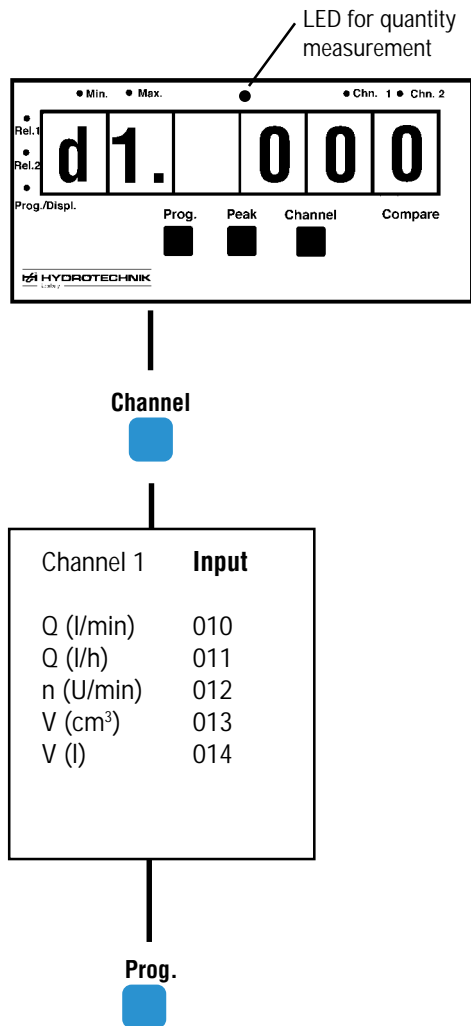 LED for quantity
measurement
Min. Max. Chn. 1 Chn. 2
Rel.1
Rel.2
d1. 000
Prog./Displ.
Prog. Peak Channel Compare
HYDROTECHNIK
Channel
Channel 1 Input
Q (l/min) 010
Q (l/h) 011
n (U/min) 012
V (cm³) 013
V (l) 014
Prog.